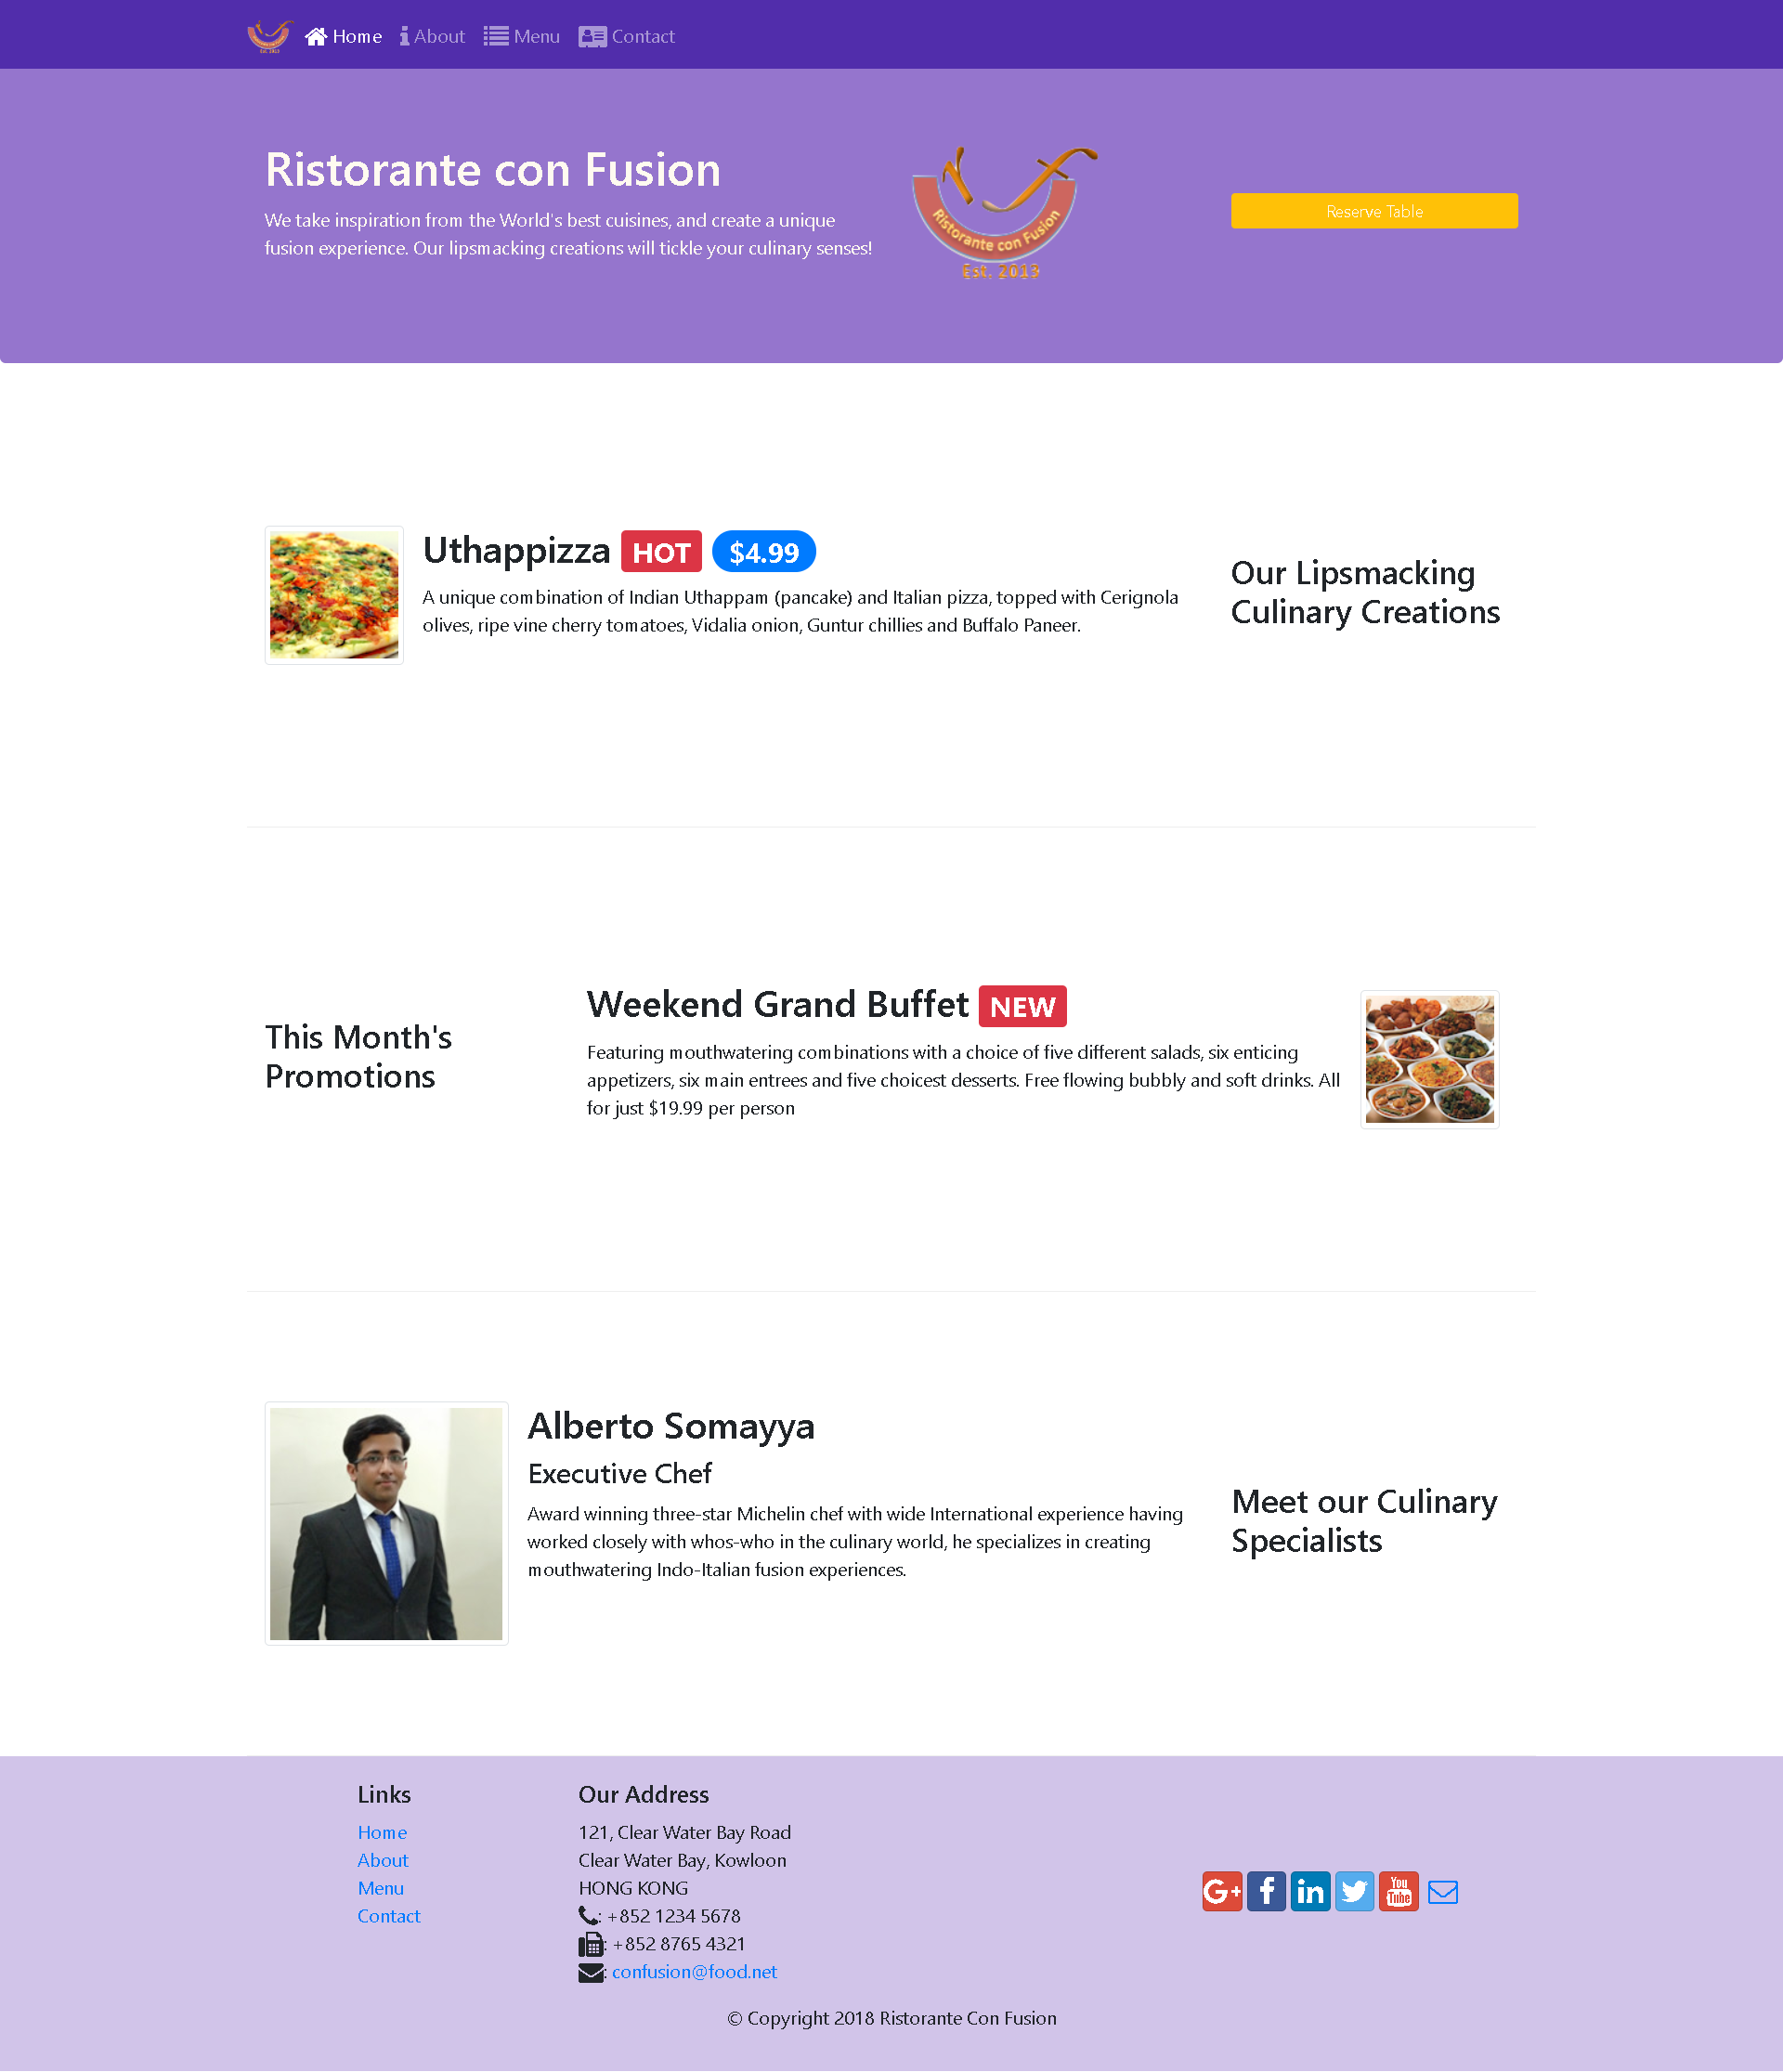 Home About Menu Contact
Ristorante con Fusion
We take inspiration from the World's best cuisines, and create a unique
fusion experience. Our lipsmacking creations will tickle your culinary senses!
Ristorante con Fusion
Est. 2013
Reserve Table
Uthappizza HOT $4.99
A unique combination of Indian Uthappam (pancake) and Italian pizza, topped with Cerignola
olives, ripe vine cherry tomatoes, Vidalia onion, Guntur chillies and Buffalo Paneer.
Our Lipsmacking
Culinary Creations
This Month's
Promotions
Weekend Grand Buffet NEW
Featuring mouthwatering combinations with a choice of five different salads, six enticing
appetizers, six main entrees and five choicest desserts. Free flowing bubbly and soft drinks. All
for just $19.99 per person
Alberto Somayya
Executive Chef
Award winning three-star Michelin chef with wide International experience having
worked closely with whos-who in the culinary world, he specializes in creating
mouthwatering Indo-Italian fusion experiences.
Meet our Culinary
Specialists
Links
Home
About
Menu
Contact
Our Address
121, Clear Water Bay Road
Clear Water Bay, Kowloon
HONG KONG
: +852 1234 5678
: +852 8765 4321
: confusion@food.net
G+ f in You Tube
© Copyright 2018 Ristorante Con Fusion